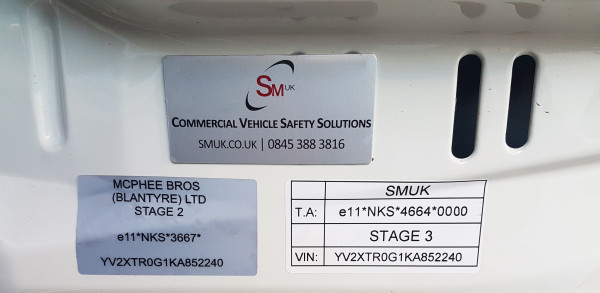 SM UK
COMMERCIAL VEHICLE SAFETY SOLUTIONS
SMUK.CO.UK | 0845 388 3816
MCPHEE BROS
(BLANTYRE) LTD
STAGE 2
e11*NKS*3667*
YV2XTR0G1KA852240
SMUK
T.A: e11*NKS*4664*0000
STAGE 3
VIN: YV2XTR0G1KA852240